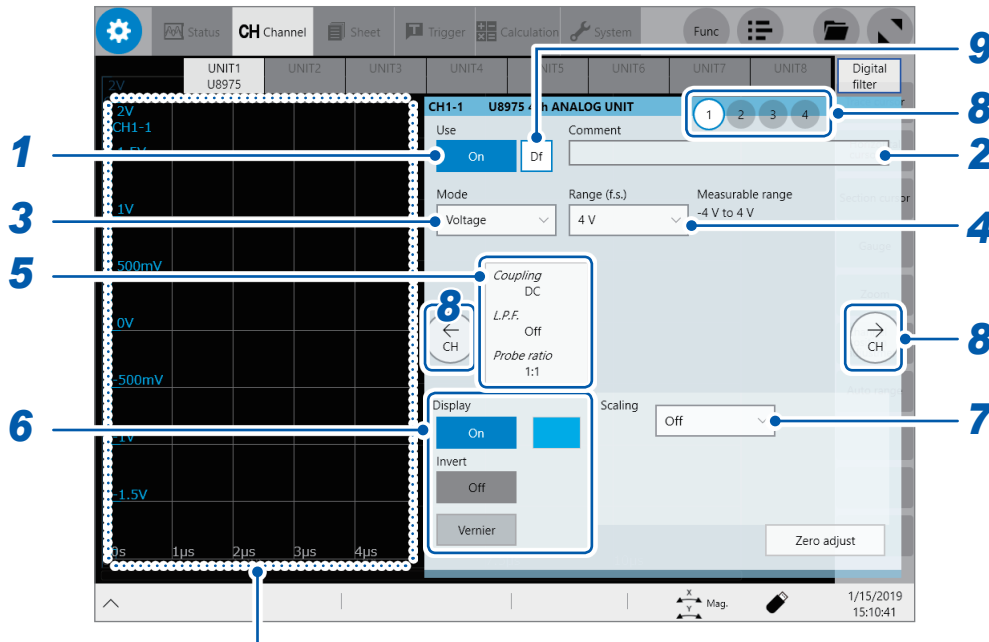 Status CH Channel Sheet Trigger Calculation System Func
UNIT1 UNIT2 UNIT3 UNIT4 UNIT5 UNIT6 UNIT7 UNIT8 Digital
U8975 filter
9
2V
2V
CH1-1
CH1-1 U8975 4ch ANALOG UNIT 1 2 3 4
8
Use Comment
1
On Df
2
1V
Mode Range (f.s.) Measurable range
-4 V to 4 V
3
Voltage 4 V
4
500mV
5
Coupling
DC
L.P.F.
Off
Probe ratio
1:1
0V
8
← CH
→ CH
8
-500mV
Display Scaling
6
On Off
7
-1V
Invert
Off
-1.5V
Vernier
Zero adjust
0s 1µs 2µs 3µs 4µs
X
Y
Mag.
1/15/2019
15:10:41